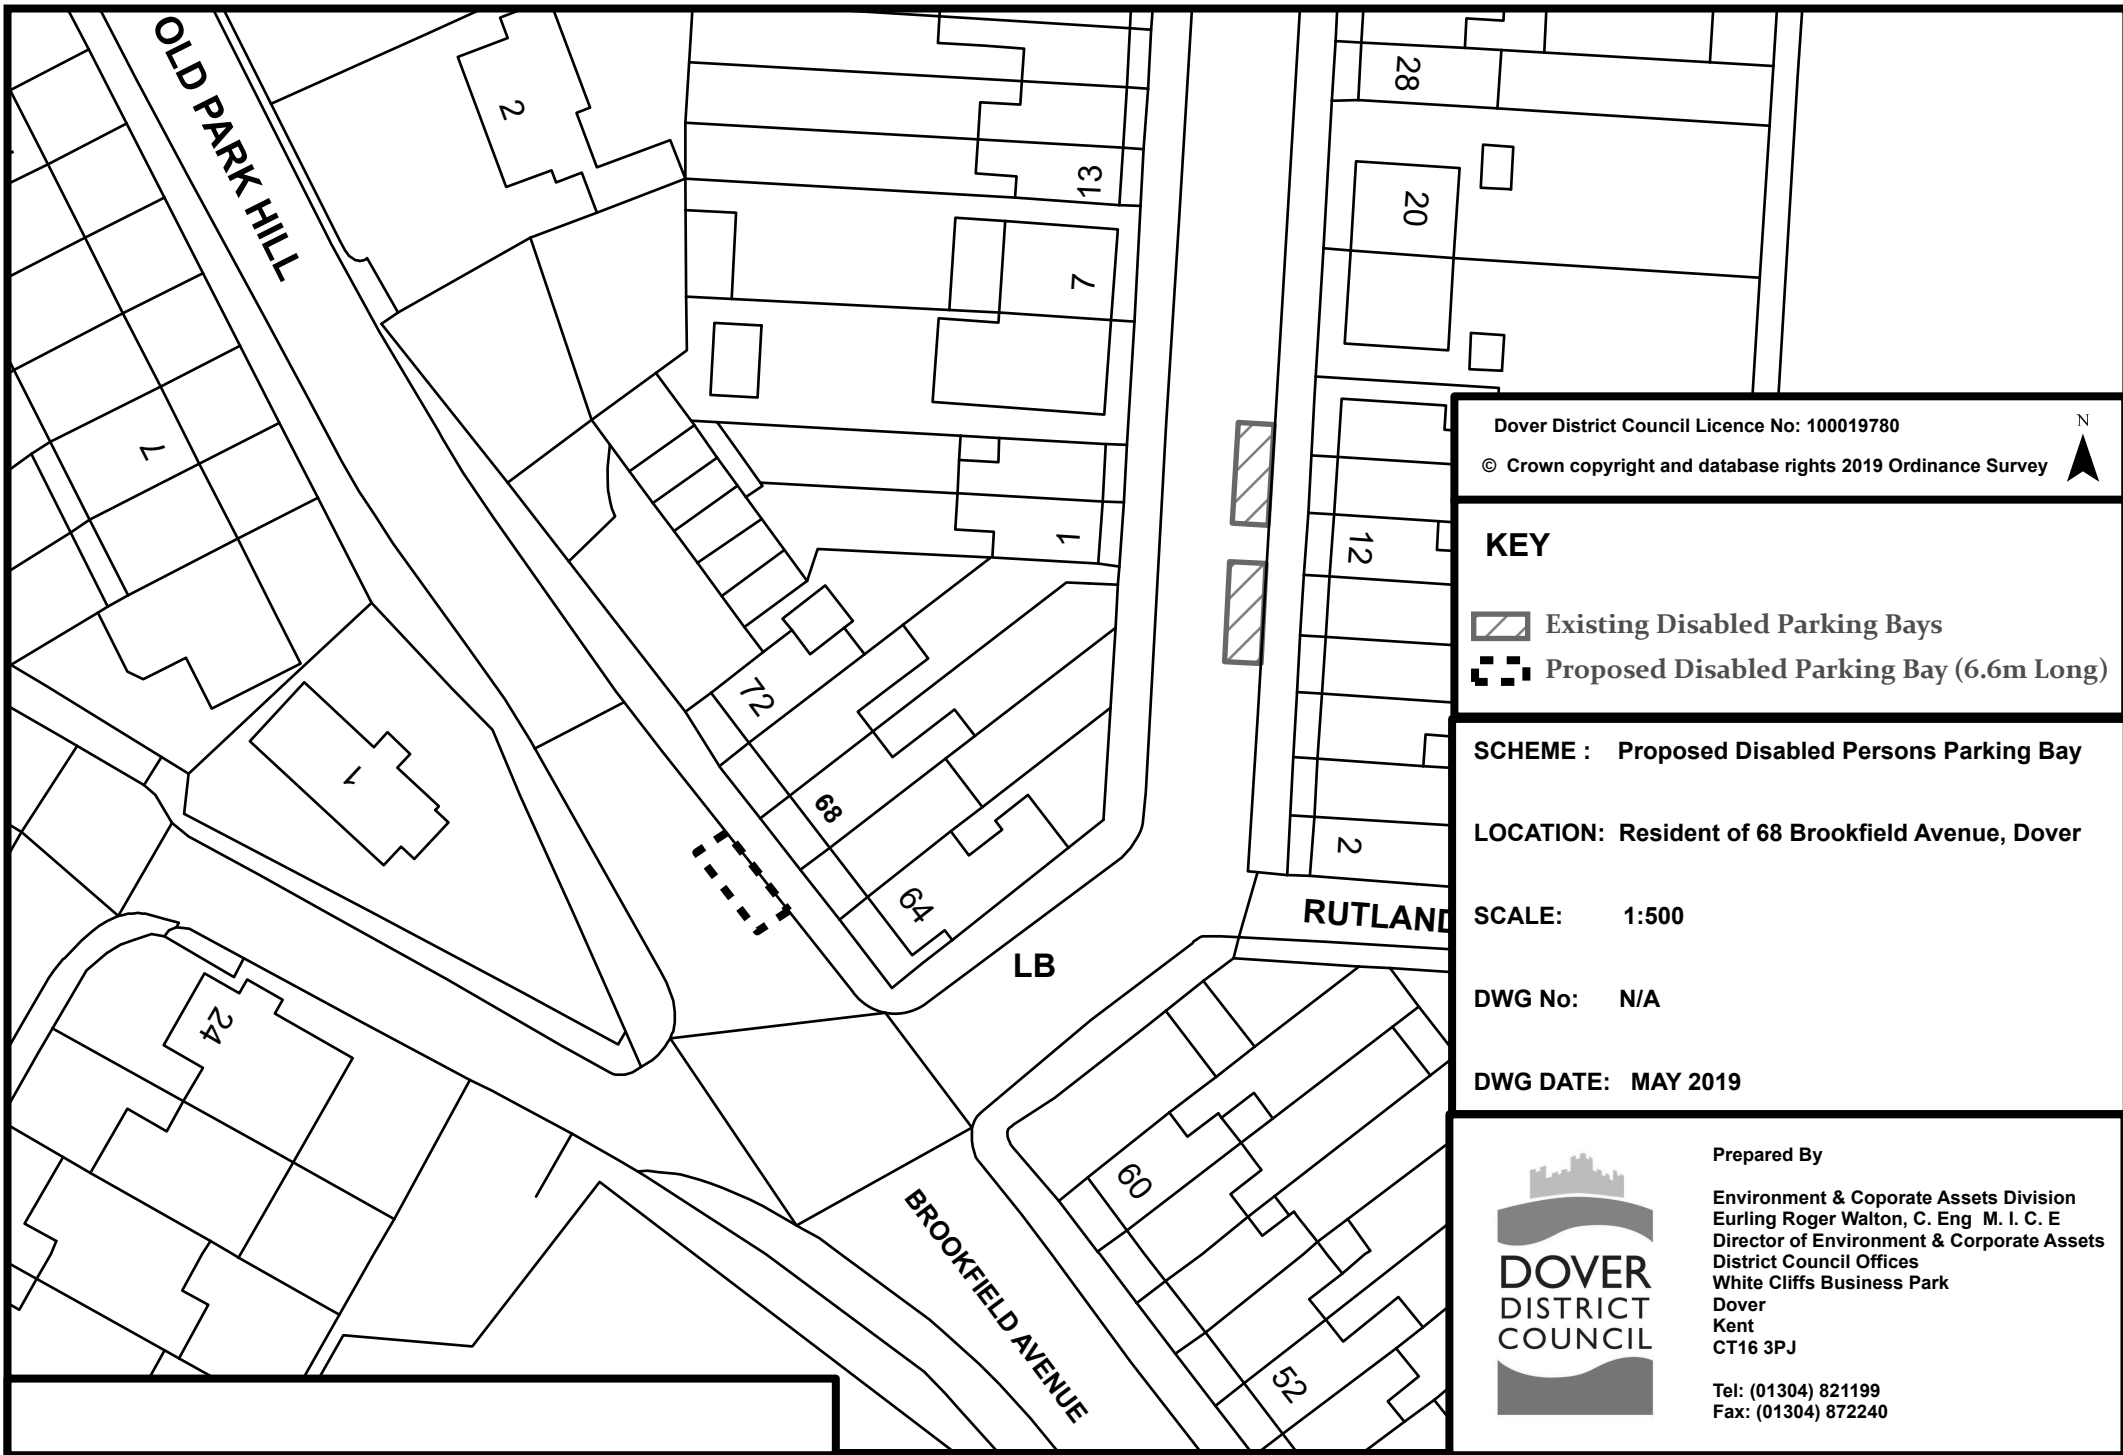 OLD PARK HILL
2
28
13
20
7
7
1
12
72
1
68
2
64
RUTLAND
LB
24
60
BROOKFIELD AVENUE
52
Dover District Council Licence No: 100019780
© Crown copyright and database rights 2019 Ordinance Survey
N
KEY
Existing Disabled Parking Bays
Proposed Disabled Parking Bay (6.6m Long)
SCHEME : Proposed Disabled Persons Parking Bay
LOCATION: Resident of 68 Brookfield Avenue, Dover
SCALE: 1:500
DWG No: N/A
DWG DATE: MAY 2019
DOVER
DISTRICT
COUNCIL
Prepared By
Environment & Coporate Assets Division
Eurling Roger Walton, C. Eng M. I. C. E
Director of Environment & Corporate Assets
District Council Offices
White Cliffs Business Park
Dover
Kent
CT16 3PJ
Tel: (01304) 821199
Fax: (01304) 872240